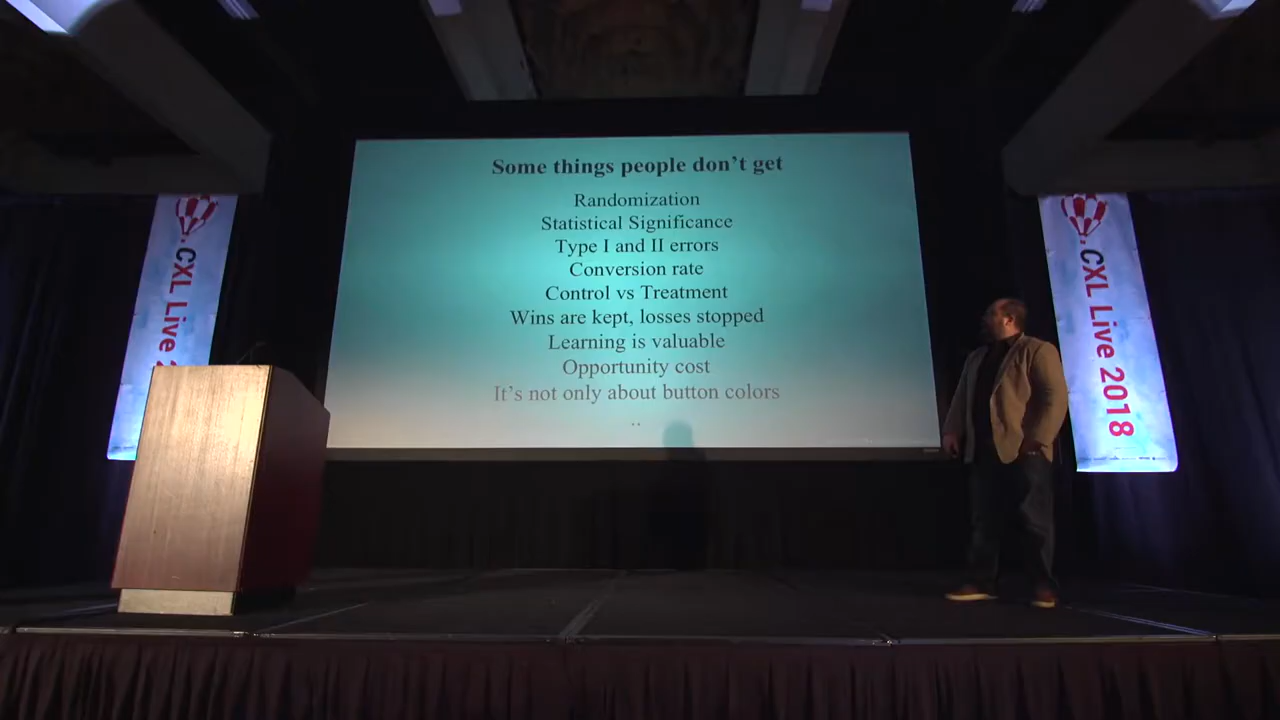 Some things people don't get
Randomization
Statistical Significance
Type I and II errors
Conversion rate
Control vs Treatment
Wins are kept, losses stopped
Learning is valuable
Opportunity cost
It's not only about button colors
..
CXL Live 2
CXL Live 2018